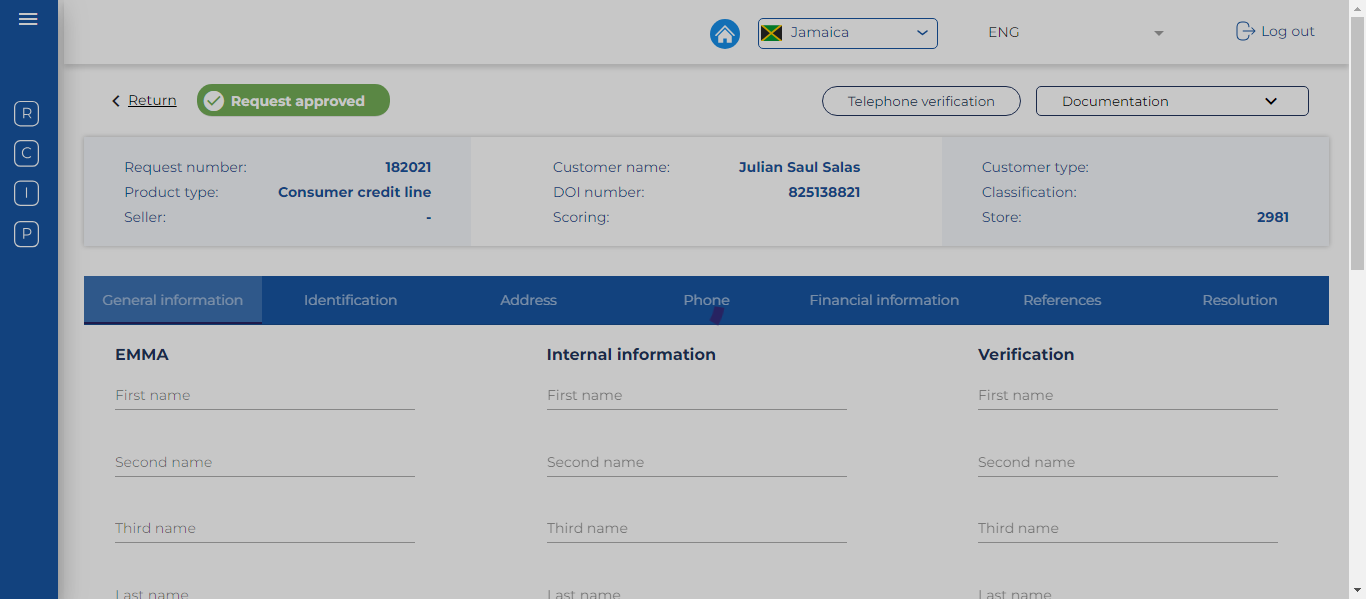 Jamaica
ENG
Log out
Return
Request approved
Telephone verification
Documentation
R
C
I
P
Request number: 182021
Product type: Consumer credit line
Seller: -
Customer name: Julian Saul Salas
DOI number: 825138821
Scoring:
Customer type:
Classification:
Store: 2981
General information Identification Address Phone Financial information References Resolution
EMMA Internal information Verification
First name First name First name
Second name Second name Second name
Third name Third name Third name
Last name Last name Last name